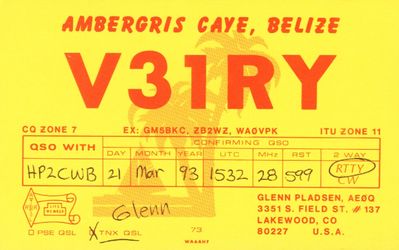 AMBERGRIS CAYE, BELIZE
V31RY
CQ ZONE 7 EX: GM5BKC, ZB2WZ, WA0VPK ITU ZONE 11
QSO WITH CONFIRMING QSO
DAY MONTH YEAR UTC MHz RST 2 WAY
HP2CWB 21 Mar 93 1532 28 599 RTTY
CW
Glenn
PSE QSL X TNX QSL 73
WA6AHF
GLENN PLADSEN, AE0Q
3351 S. FIELD ST. # 137
LAKEWOOD, CO
80227 U.S.A.